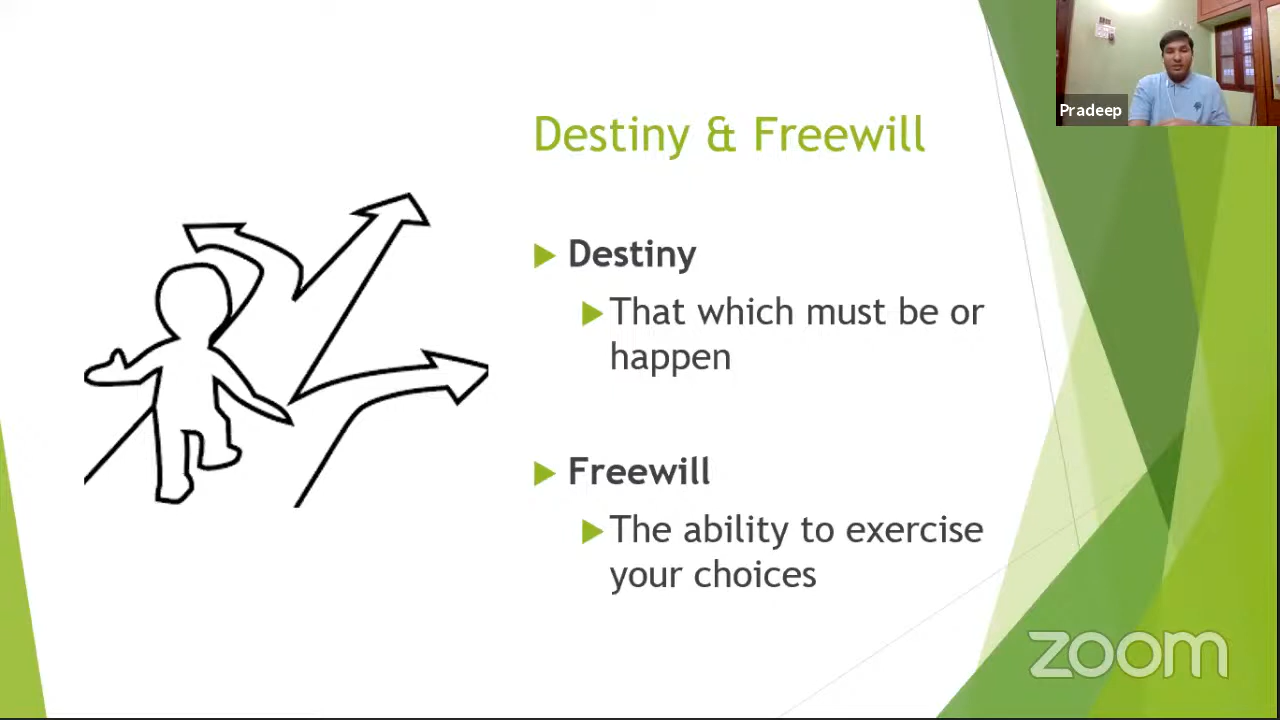 Pradeep
Destiny & Freewill
Destiny
That which must be or
happen
Freewill
The ability to exercise
your choices
zoom